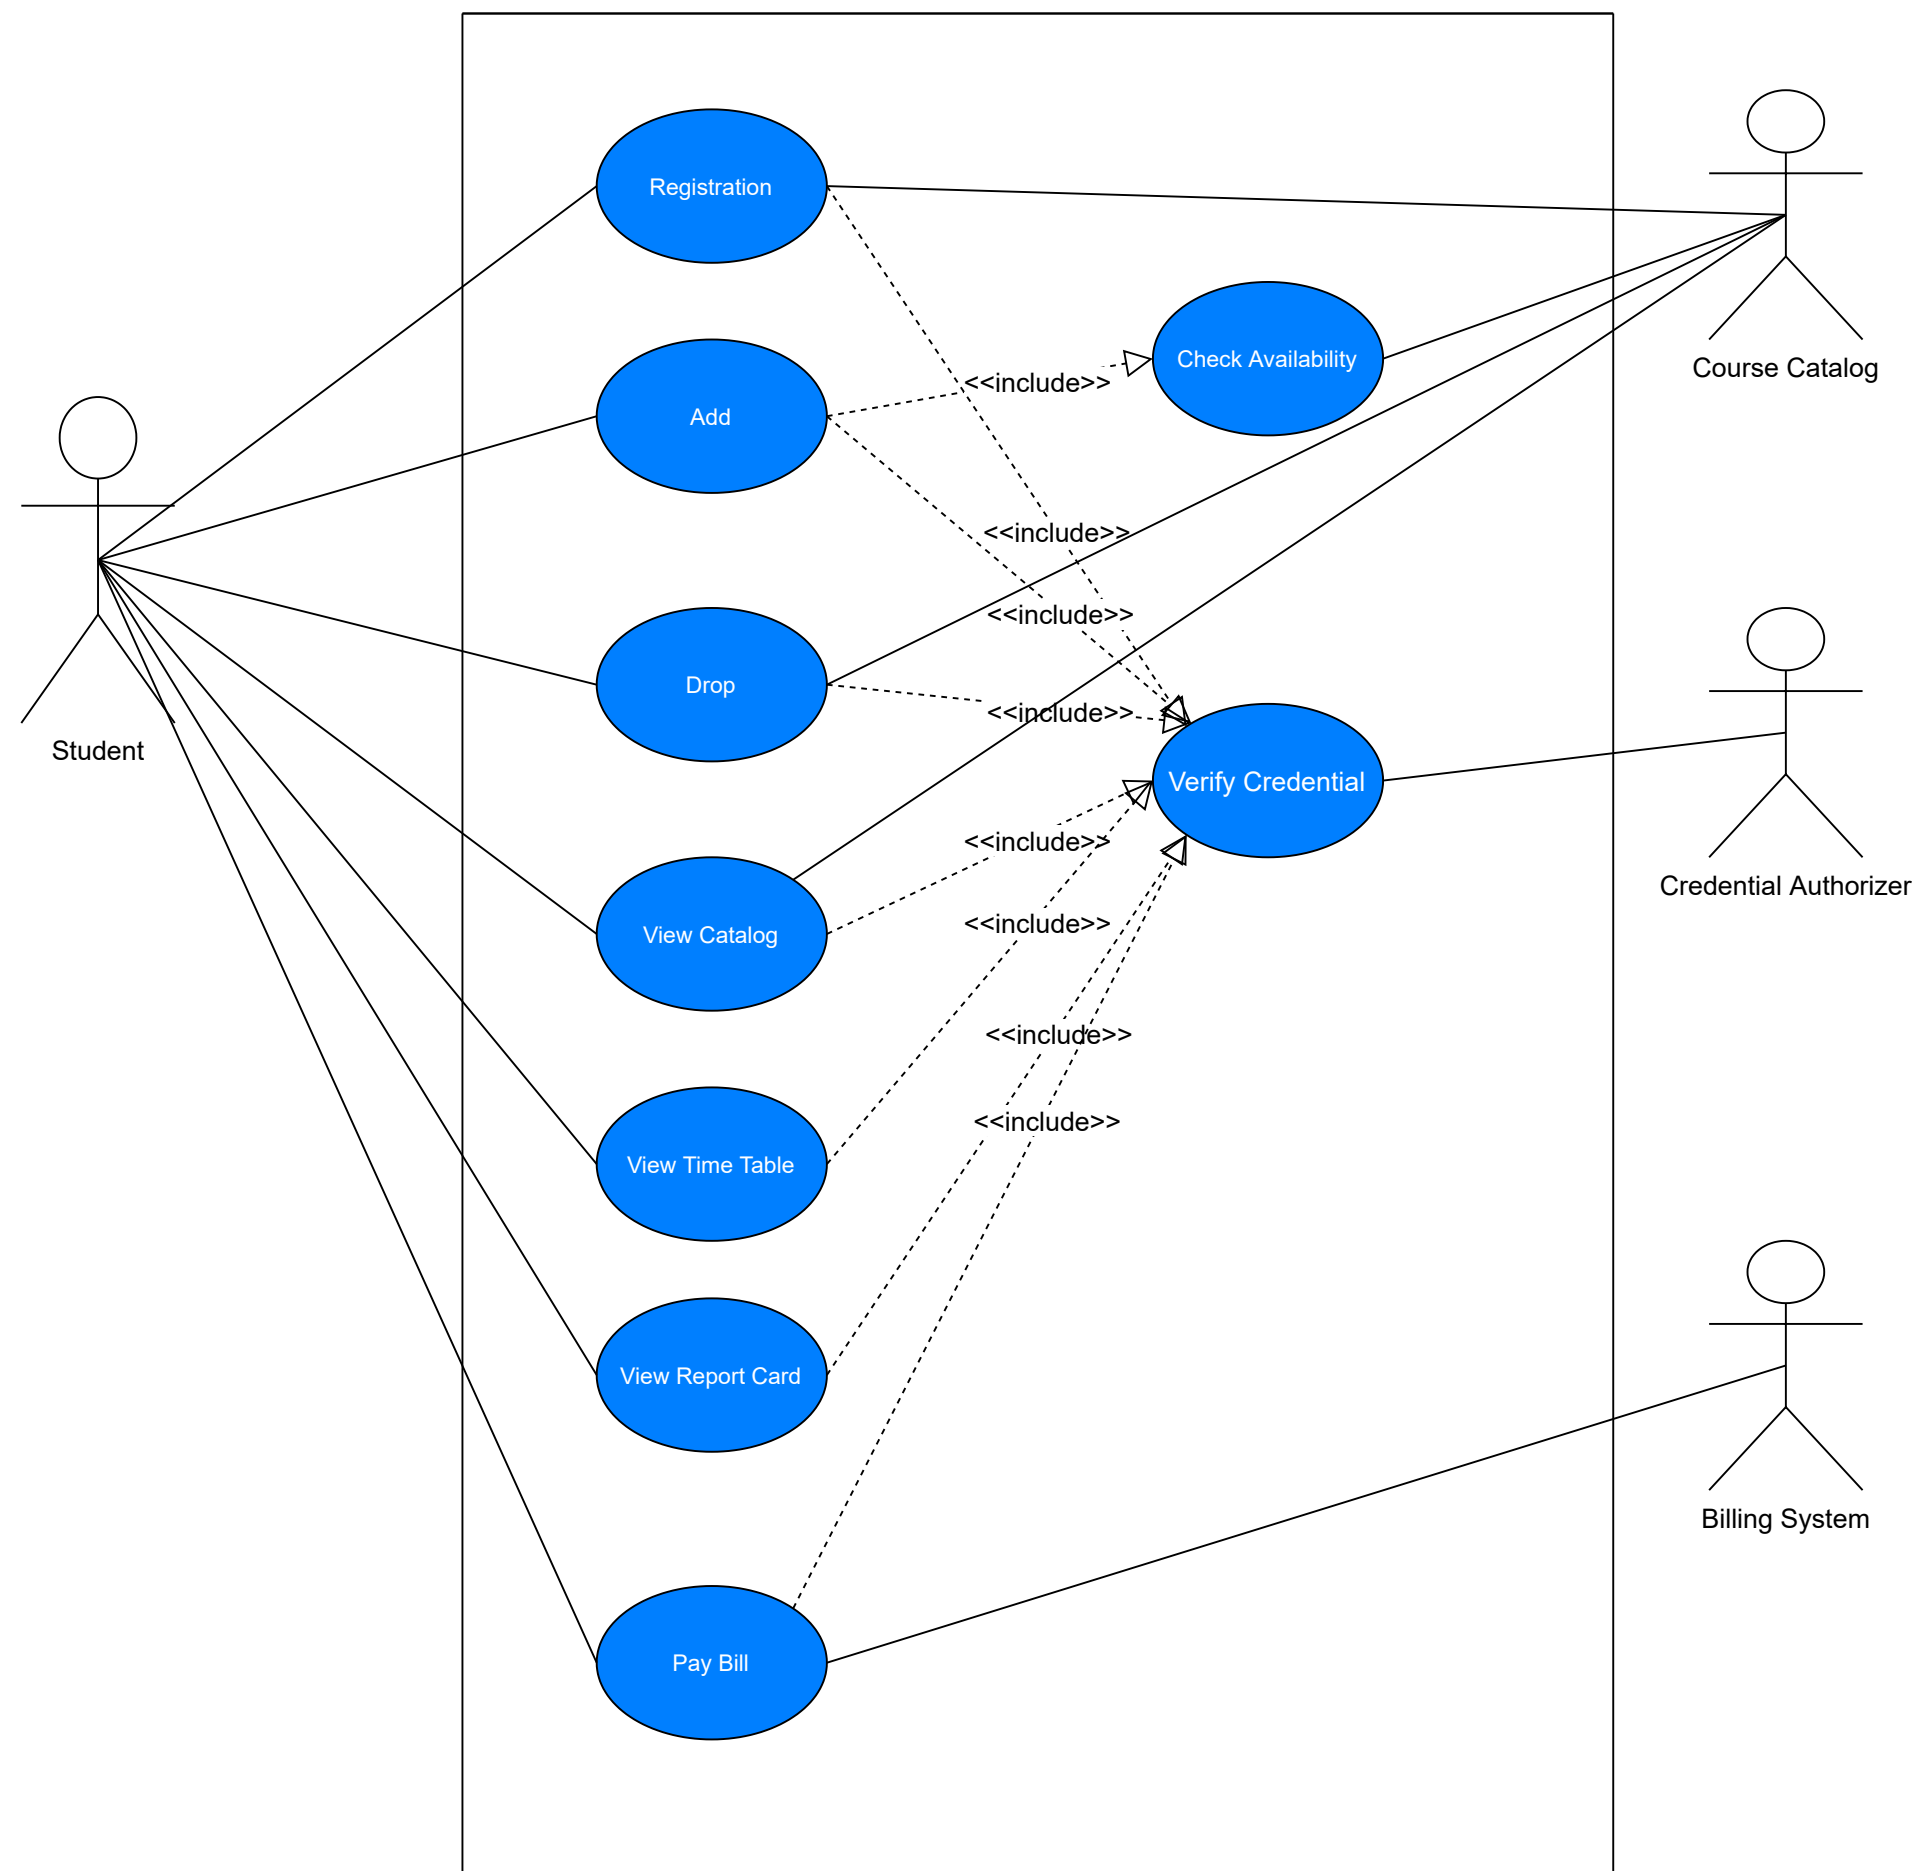 Registration
Course Catalog
Check Availability
<<include>>
Add
<<include>>
<<include>>
Drop
<<include>>
Student
Verify Credential
<<include>>
Credential Authorizer
<<include>>
View Catalog
<<include>>
<<include>>
View Time Table
View Report Card
Billing System
Pay Bill